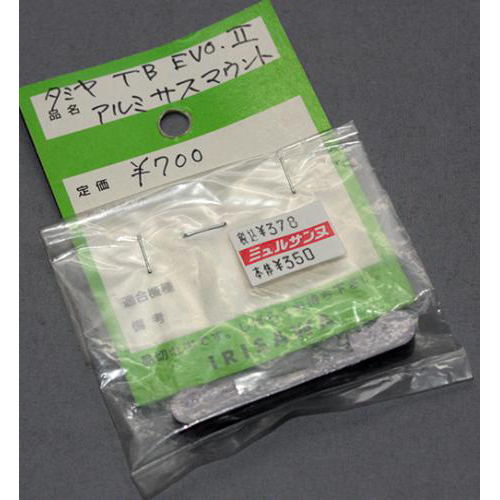 タミヤ TB EVO.II
品名 アルミサスマウント
定価 ¥700
税込¥378
ミュルサンヌ
本体¥350
適合機種
備考
IRISAWA